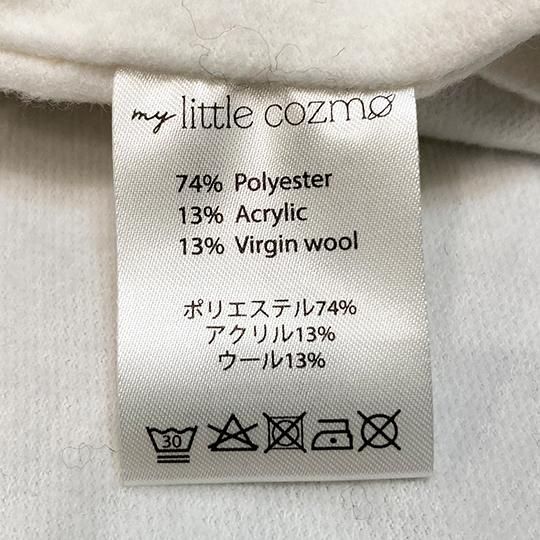 my little cozmo
74% Polyester
13% Acrylic
13% Virgin wool
ポリエステル74%
アクリル13%
ウール13%
30